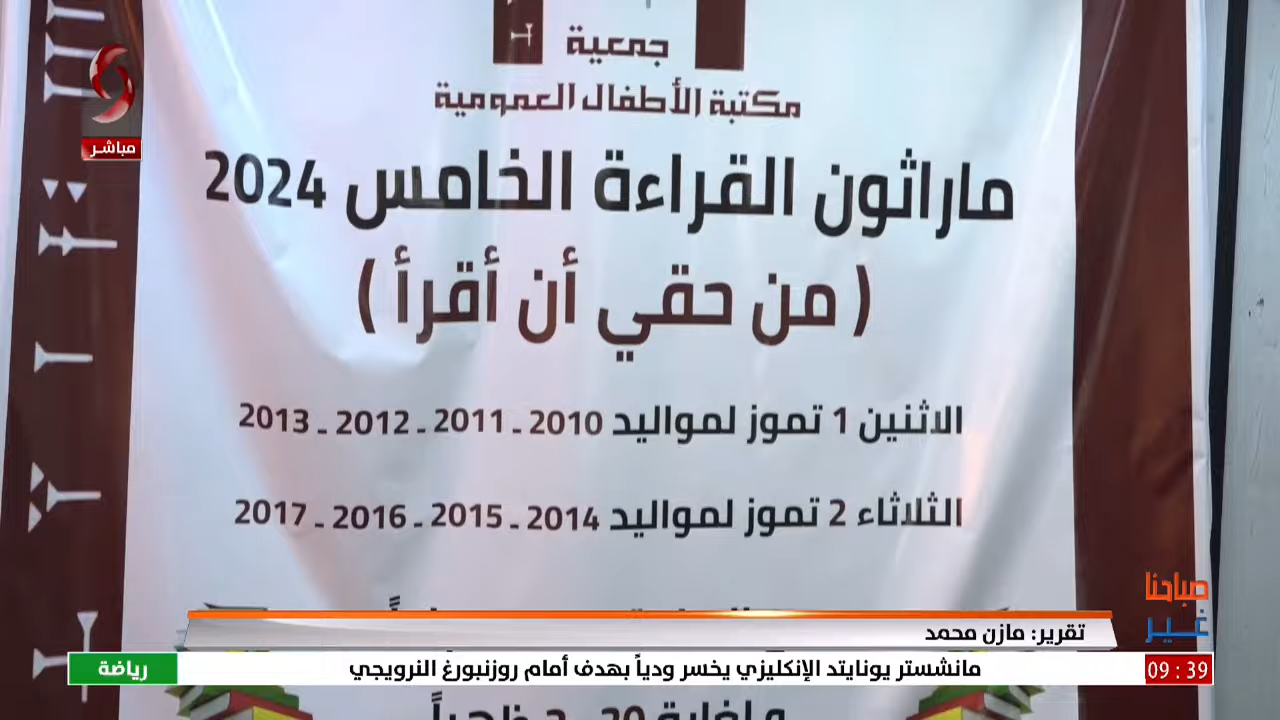 جمعية
مكتبة الأطفال العمومية
ماراثون القراءة الخامس 2024
( من حقي أن أقرأ )
الاثنين 1 تموز لمواليد 2010 ـ 2011 ـ 2012 ـ 2013
الثلاثاء 2 تموز لمواليد 2014 ـ 2015 ـ 2016 ـ 2017
مباشر
صباحنا
غير
تقرير: مازن محمد
09 : 39
مانشستر يونايتد الإنكليزي يخسر ودياً بهدف أمام روزنبورغ النرويجي
رياضة